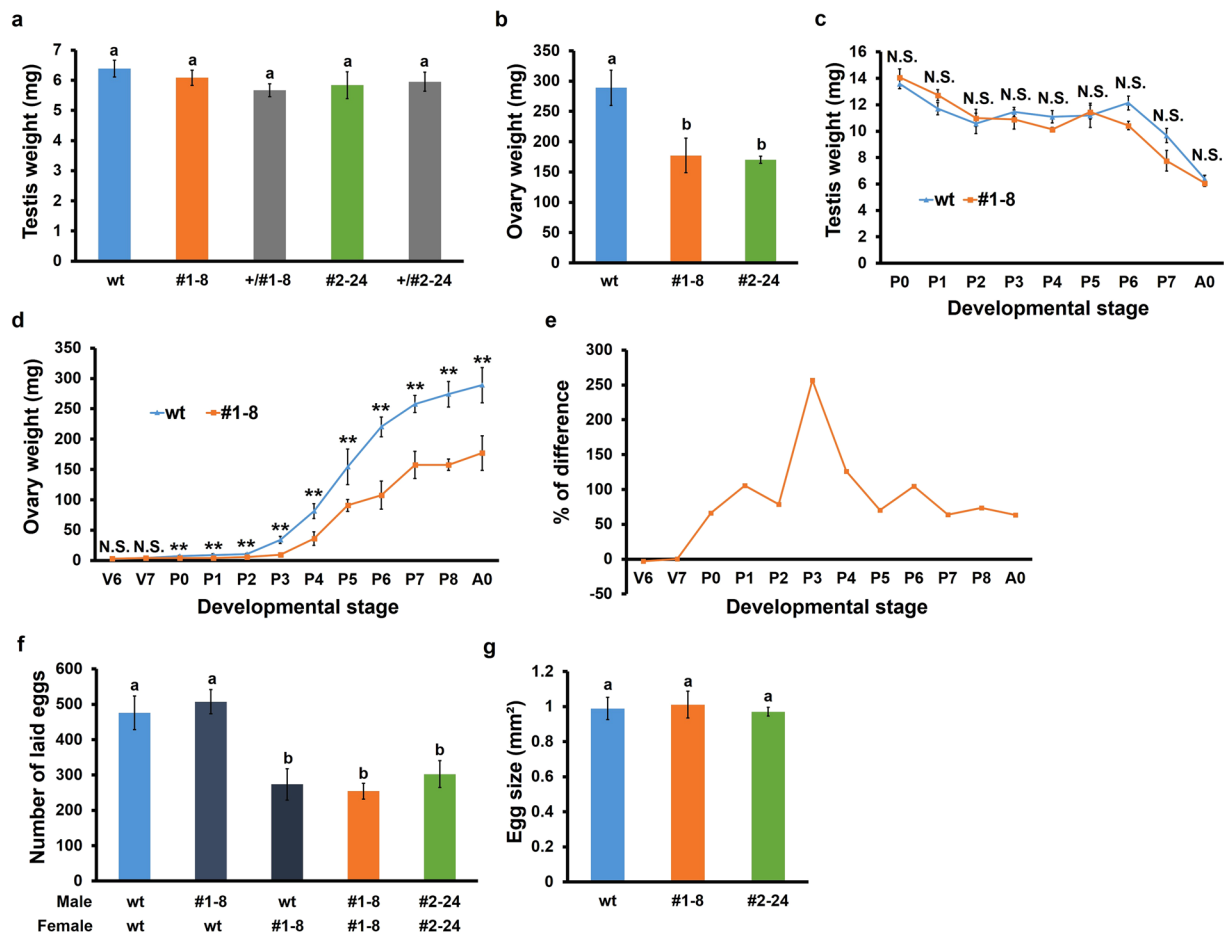 a
Testis weight (mg)
7
6
5
4
3
2
1
0
a a a a a
wt #1-8 +/#1-8 #2-24 +/#2-24
b
Ovary weight (mg)
350
300
250
200
150
100
50
0
a b b
wt #1-8 #2-24
c
Testis weight (mg)
16
14
12
10
8
6
4
2
0
N.S. N.S. N.S. N.S. N.S. N.S. N.S. N.S. N.S.
wt #1-8
P0 P1 P2 P3 P4 P5 P6 P7 A0
Developmental stage
d
Ovary weight (mg)
350
300
250
200
150
100
50
0
wt #1-8
N.S. N.S. ** ** ** ** ** ** ** ** ** **
V6 V7 P0 P1 P2 P3 P4 P5 P6 P7 P8 A0
Developmental stage
e
% of difference
300
250
200
150
100
50
0
-50
V6 V7 P0 P1 P2 P3 P4 P5 P6 P7 P8 A0
Developmental stage
f
Number of laid eggs
600
500
400
300
200
100
0
a a b b b
Male wt #1-8 wt #1-8 #2-24
Female wt wt #1-8 #1-8 #2-24
g
Egg size (mm²)
1.2
1
0.8
0.6
0.4
0.2
0
a a a
wt #1-8 #2-24